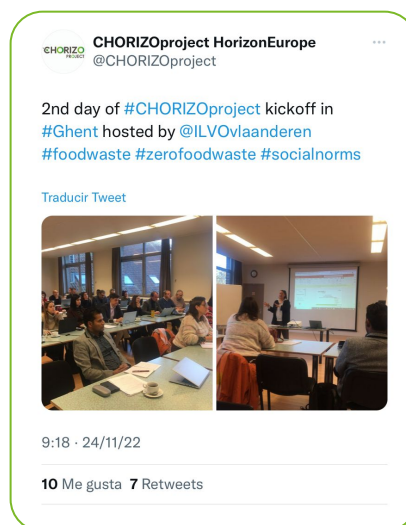 CHORIZO
PROJECT
CHORIZOproject HorizonEurope
@CHORIZOproject
2nd day of #CHORIZOproject kickoff in
#Ghent hosted by @ILVOvlaanderen
#foodwaste #zerofoodwaste #socialnorms
Traducir Tweet
9:18 · 24/11/22
10 Me gusta 7 Retweets